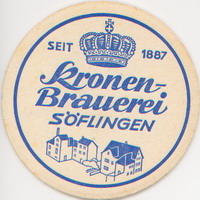 SEIT 1887
Kronen-
Brauerei
SÖFLINGEN